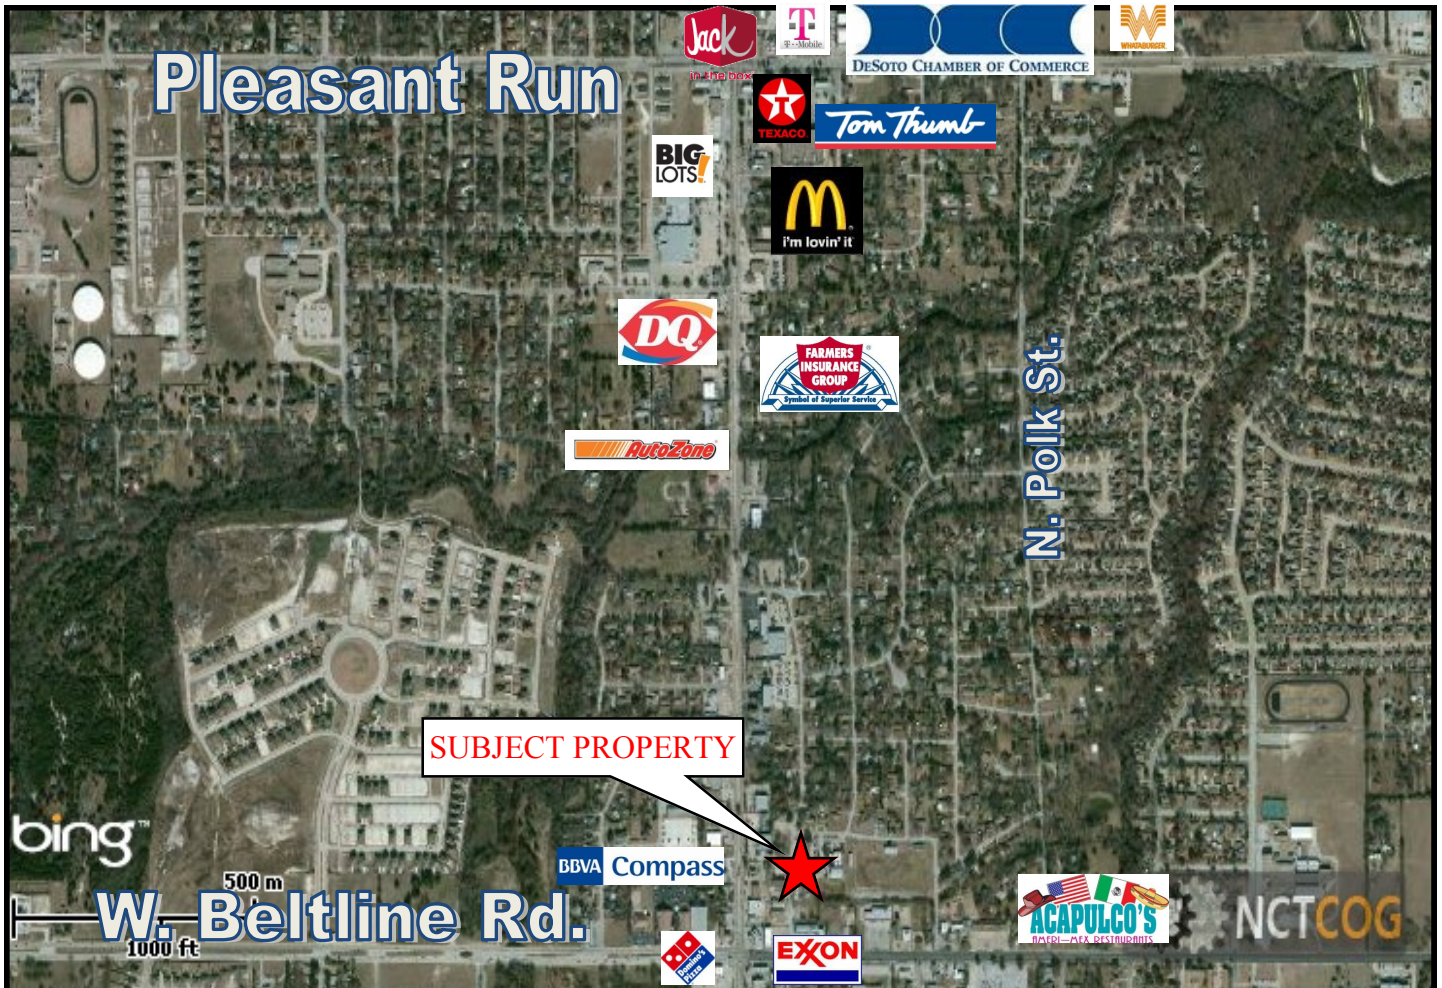 Jack
in the box
T
T··Mobile
DESOTO CHAMBER OF COMMERCE
WHATABURGER
Pleasant Run
T
TEXACO
Tom Thumb
BIG
LOTS!
i'm lovin' it
DQ
FARMERS
INSURANCE
GROUP
Symbol of Superior Service
AutoZone
N. Polk St.
SUBJECT PROPERTY
bing™
BBVA Compass
500 m
W. Beltline Rd.
1000 ft
ACAPULCO'S
AMERI-MEX RESTAURANTS
NCTCOG
Domino's
Pizza
EXXON